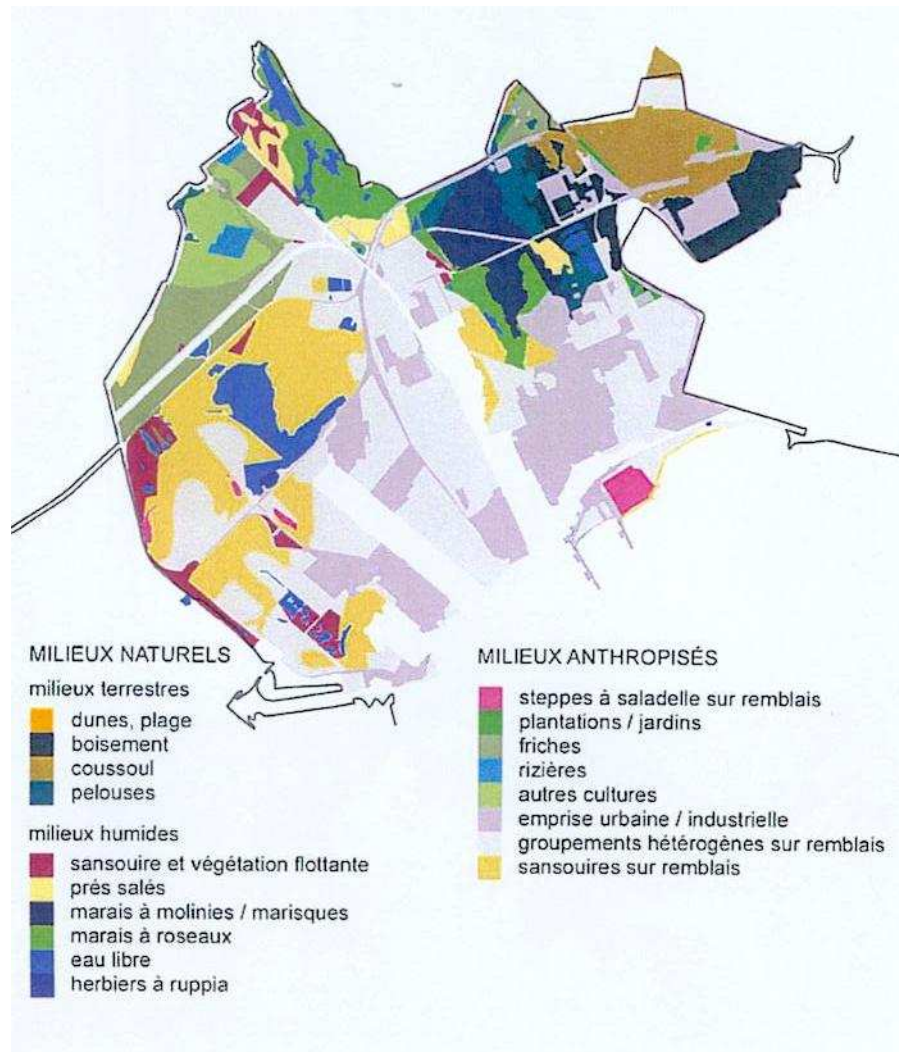 MILIEUX NATURELS
milieux terrestres
dunes, plage
boisement
coussoul
pelouses
milieux humides
sansouire et végétation flottante
prés salés
marais à molinies / marisques
marais à roseaux
eau libre
herbiers à ruppia
MILIEUX ANTHROPISÉS
steppes à saladelle sur remblais
plantations / jardins
friches
rizières
autres cultures
emprise urbaine / industrielle
groupements hétérogènes sur remblais
sansouires sur remblais